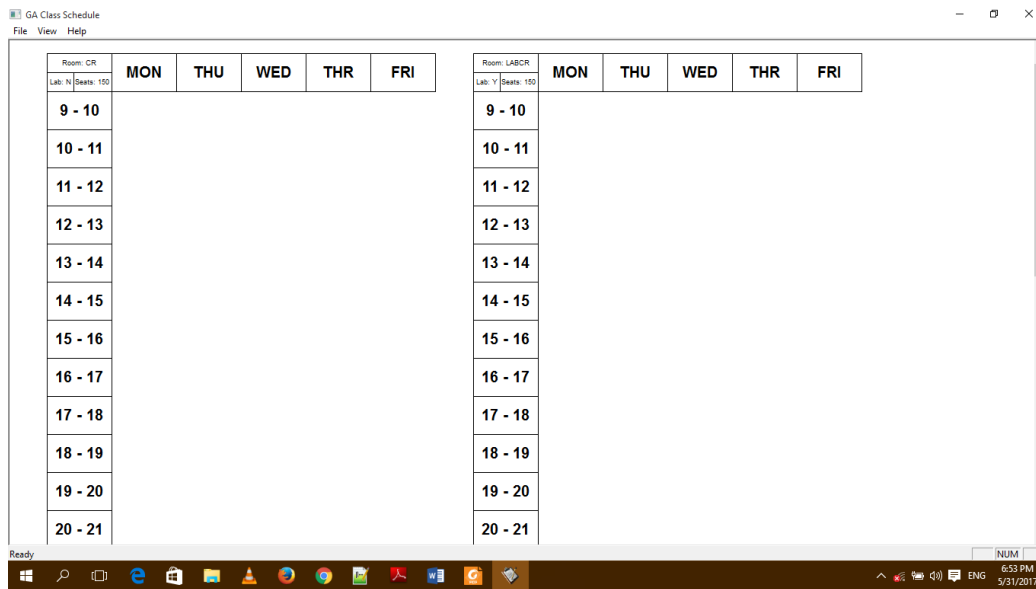 GA Class Schedule
File View Help
Room: CR
Lab: N Seats: 150
MON THU WED THR FRI
9 - 10
10 - 11
11 - 12
12 - 13
13 - 14
14 - 15
15 - 16
16 - 17
17 - 18
18 - 19
19 - 20
20 - 21
Room: LABCR
Lab: Y Seats: 150
MON THU WED THR FRI
9 - 10
10 - 11
11 - 12
12 - 13
13 - 14
14 - 15
15 - 16
16 - 17
17 - 18
18 - 19
19 - 20
20 - 21
Ready
NUM
ENG
6:53 PM
5/31/2017